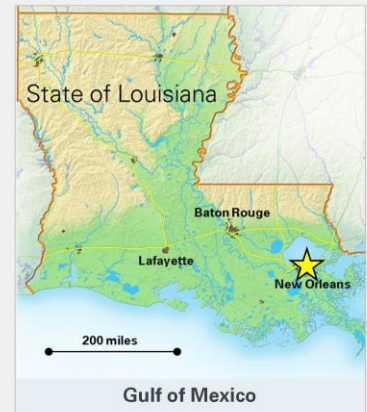 State of Louisiana
Baton Rouge
Lafayette
New Orleans
200 miles
Gulf of Mexico